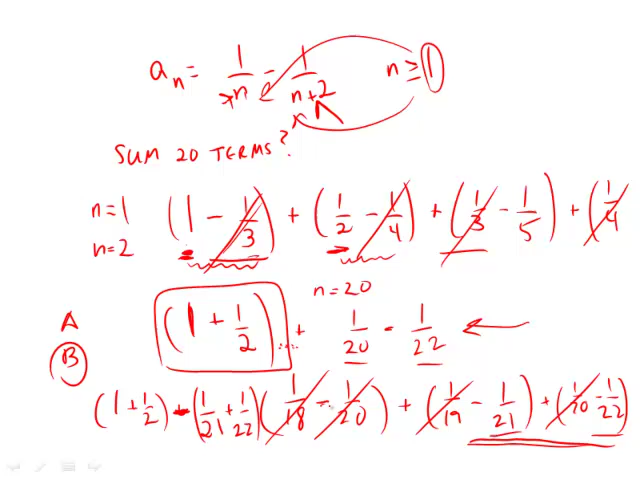 aₙ = 1/n - 1/(n+2) n ≥ 1
SUM 20 TERMS?
n=1 (1 - 1/3) + (1/2 - 1/4) + (1/3 - 1/5) + (1/4
n=2
n=20
A (1 + 1/2) + 1/20 - 1/22 ←
B
(1 + 1/2) - (1/21 + 1/22) (1/18 - 1/20) + (1/19 - 1/21) + (1/20 - 1/22)